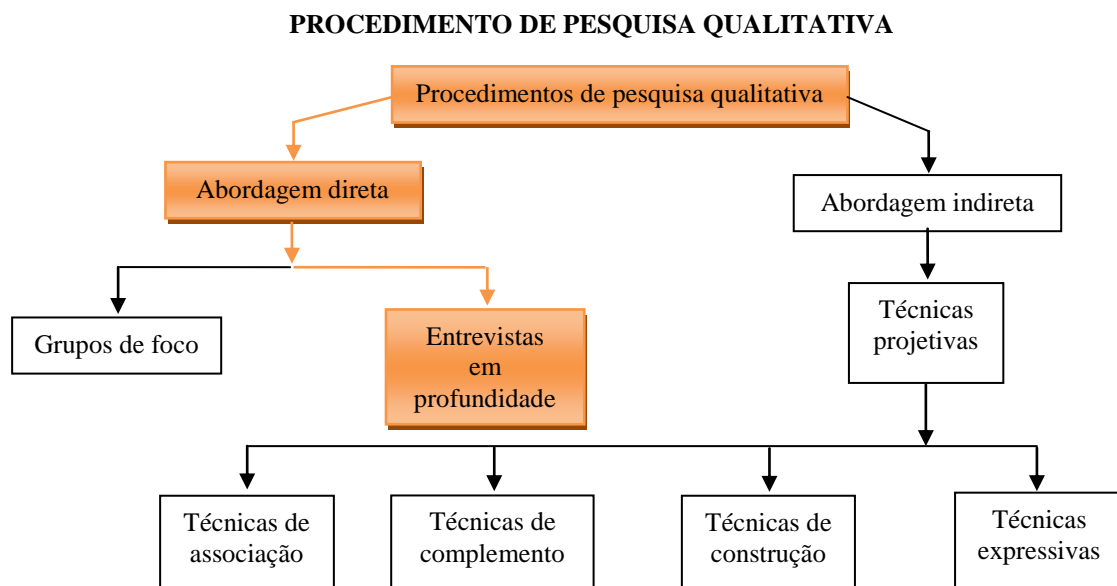 PROCEDIMENTO DE PESQUISA QUALITATIVA
Procedimentos de pesquisa qualitativa
Abordagem direta
Abordagem indireta
Grupos de foco
Entrevistas
em
profundidade
Técnicas
projetivas
Técnicas de
associação
Técnicas de
complemento
Técnicas de
construção
Técnicas
expressivas